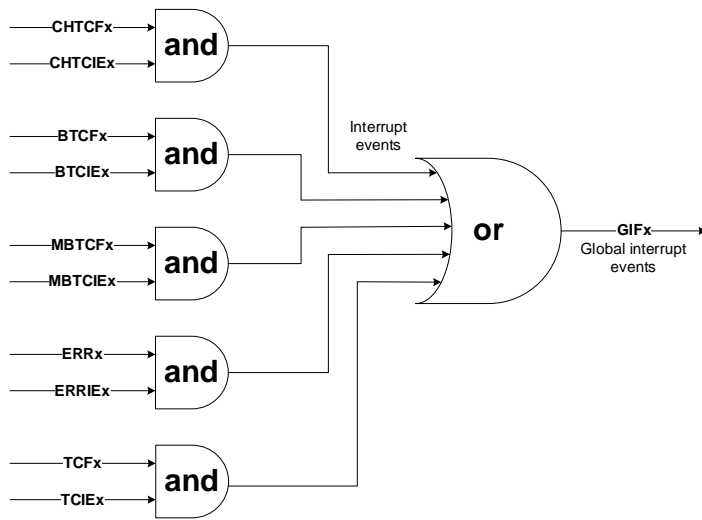 CHTCFx
and
CHTCIEx
BTCFx
and
BTCIEx
Interrupt
events
MBTCFx
and
MBTCIEx
or
GIFx
Global interrupt
events
ERRx
and
ERRIEx
TCFx
and
TCIEx